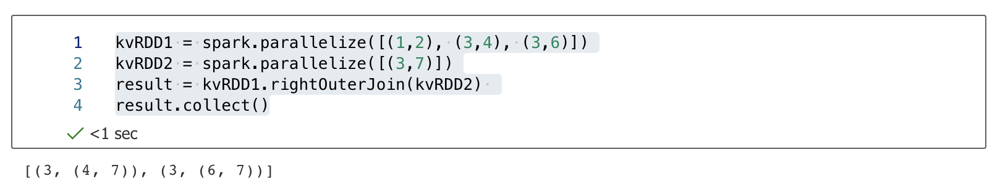 1 kvRDD1 = spark.parallelize([(1,2), (3,4), (3,6)])
2 kvRDD2 = spark.parallelize([(3,7)])
3 result = kvRDD1.rightOuterJoin(kvRDD2)
4 result.collect()
<1 sec
[(3, (4, 7)), (3, (6, 7))]